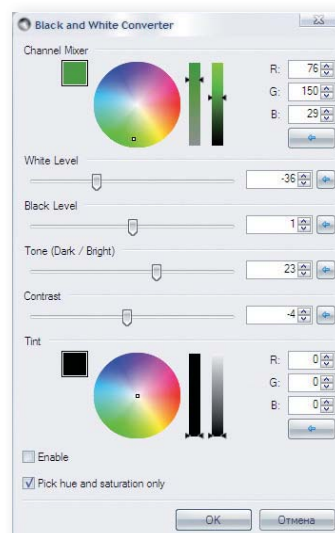 Black and White Converter
Channel Mixer
R: 76
G: 150
B: 29
White Level
-36
Black Level
1
Tone (Dark / Bright)
23
Contrast
-4
Tint
R: 0
G: 0
B: 0
Enable
Pick hue and saturation only
OK Отмена